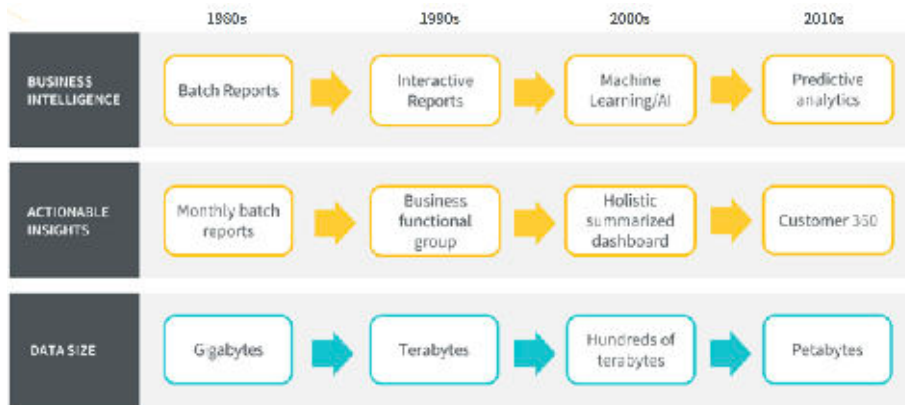 1980s 1990s 2000s 2010s
BUSINESS
INTELLIGENCE
Batch Reports
Interactive
Reports
Machine
Learning/AI
Predictive
analytics
ACTIONABLE
INSIGHTS
Monthly batch
reports
Business
functional
group
Holistic
summarized
dashboard
Customer 360
DATA SIZE
Gigabytes
Terabytes
Hundreds of
terabytes
Petabytes